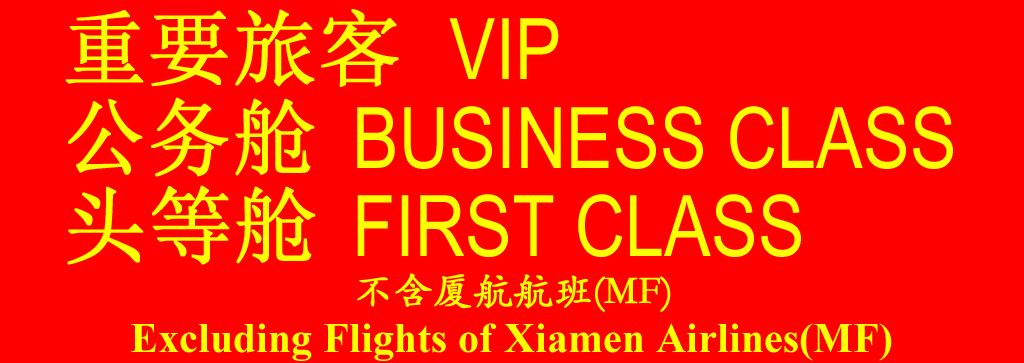 重要旅客 VIP
公务舱 BUSINESS CLASS
头等舱 FIRST CLASS
不含厦航航班(MF)
Excluding Flights of Xiamen Airlines(MF)